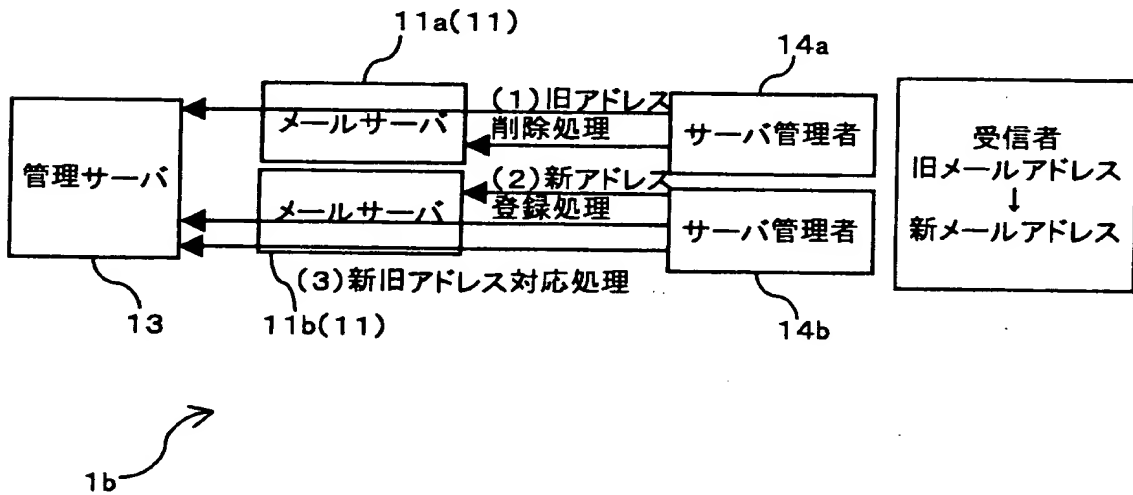 11a(11)
14a
(1)旧アドレス
削除処理
メールサーバ
サーバ管理者
管理サーバ
受信者
旧メールアドレス
↓
新メールアドレス
(2)新アドレス
登録処理
メールサーバ
サーバ管理者
(3)新旧アドレス対応処理
13
11b(11)
14b
1b